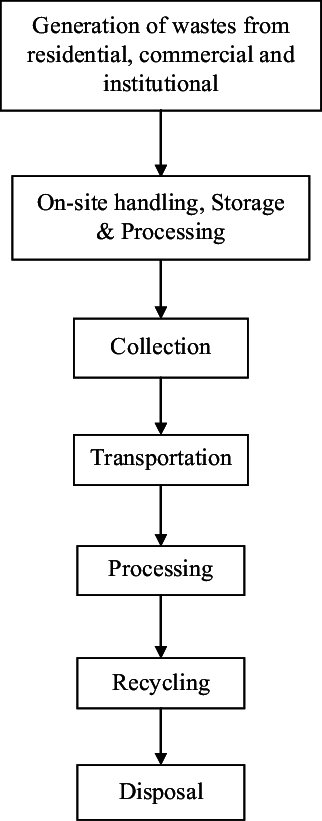 Generation of wastes from
residential, commercial and
institutional
On-site handling, Storage
& Processing
Collection
Transportation
Processing
Recycling
Disposal